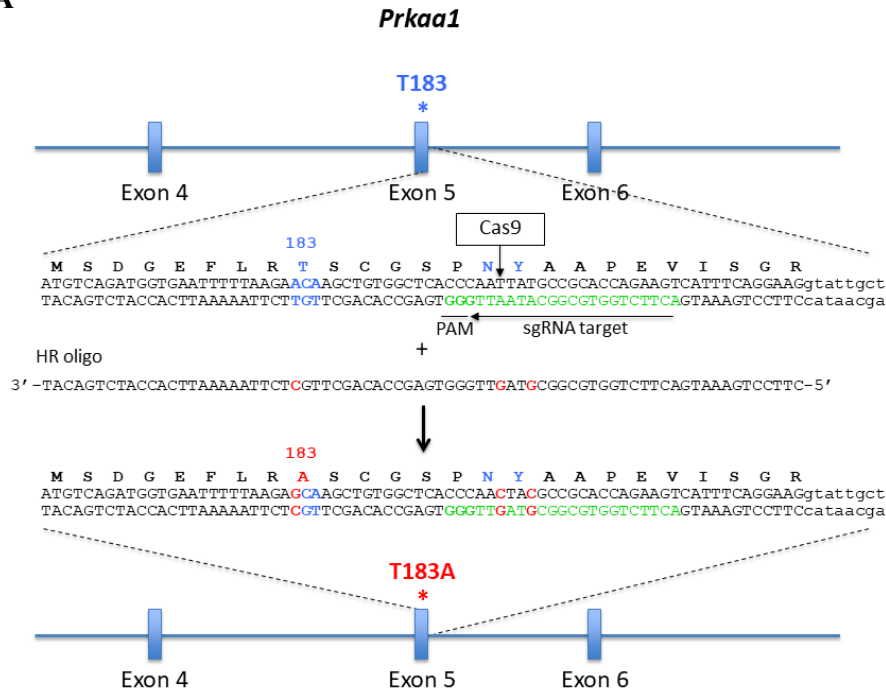 A
Prkaa1
T183
*
Exon 4 Exon 5 Exon 6
Cas9
183
M S D G E F L R T S C G S P N Y A A P E V I S G R
ATGTCAGATGGTGAATTTTTAAGAACAAGCTGTGGCTCACCCAATTATGCCGCACCAGAAGTCATTTCAGGAAGgtattgct
TACAGTCTACCACTTAAAAATTCTTGTTCGACACCGAGTGGGTTAATACGGCGTGGTCTTCAGTAAAGTCCTTCcataacga
PAM sgRNA target
+
HR oligo
3’-TACAGTCTACCACTTAAAAATTCTCGTTCGACACCGAGTGGGTTGATGCGGCGTGGTCTTCAGTAAAGTCCTTC-5’
183
M S D G E F L R A S C G S P N Y A A P E V I S G R
ATGTCAGATGGTGAATTTTTAAGAGCAAGCTGTGGCTCACCCAACTACGCCGCACCAGAAGTCATTTCAGGAAGgtattgct
TACAGTCTACCACTTAAAAATTCTCGTTCGACACCGAGTGGGTTGATGCGGCGTGGTCTTCAGTAAAGTCCTTCcataacga
T183A
*
Exon 4 Exon 5 Exon 6